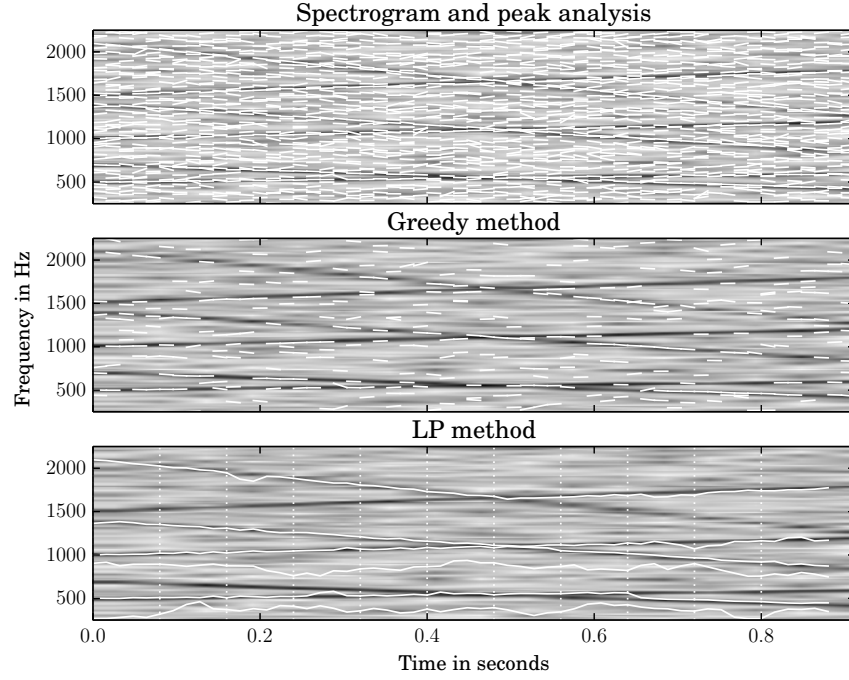 Spectrogram and peak analysis
2000
1500
1000
500
Greedy method
2000
1500
1000
500
Frequency in Hz
LP method
2000
1500
1000
500
0.0 0.2 0.4 0.6 0.8
Time in seconds